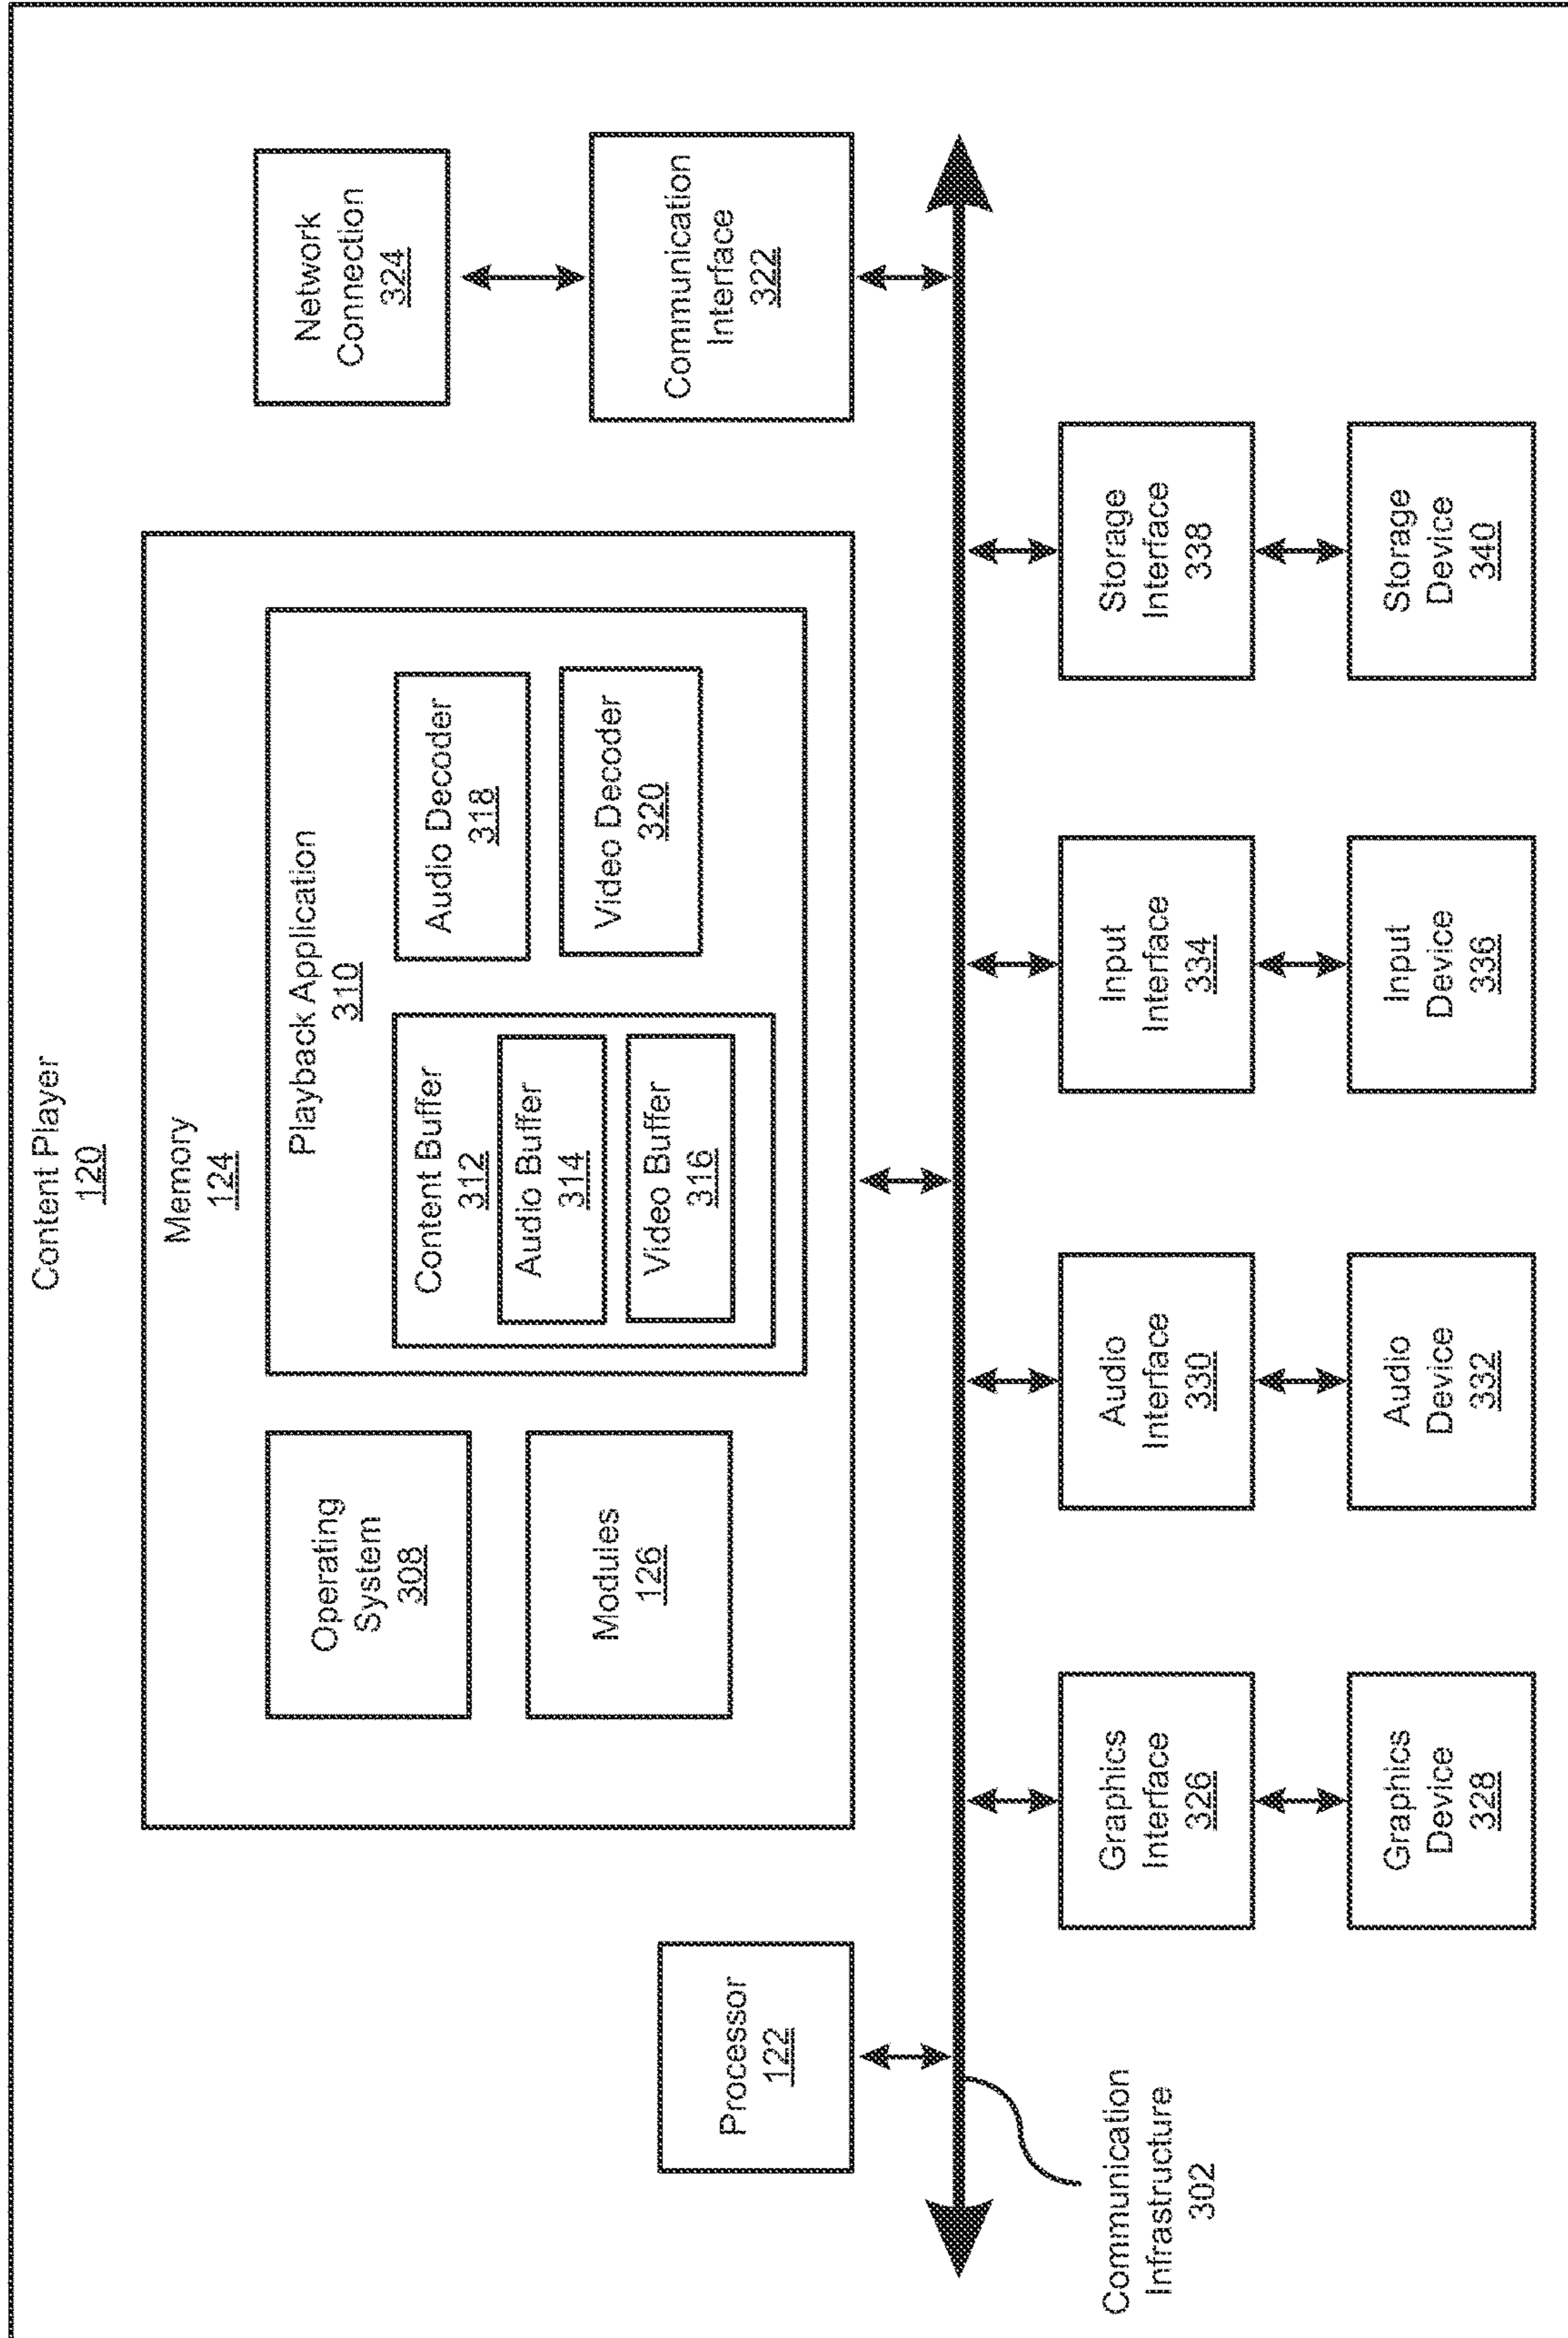 Content Player
120
Memory
124
Operating
System
308
Modules
126
Playback Application
310
Content Buffer
312
Audio Buffer
314
Video Buffer
316
Audio Decoder
318
Video Decoder
320
Network
Connection
324
Communication
Interface
322
Processor
122
Communication
Infrastructure
302
Graphics
Interface
326
Graphics
Device
328
Audio
Interface
330
Audio
Device
332
Input
Interface
334
Input
Device
336
Storage
Interface
338
Storage
Device
340